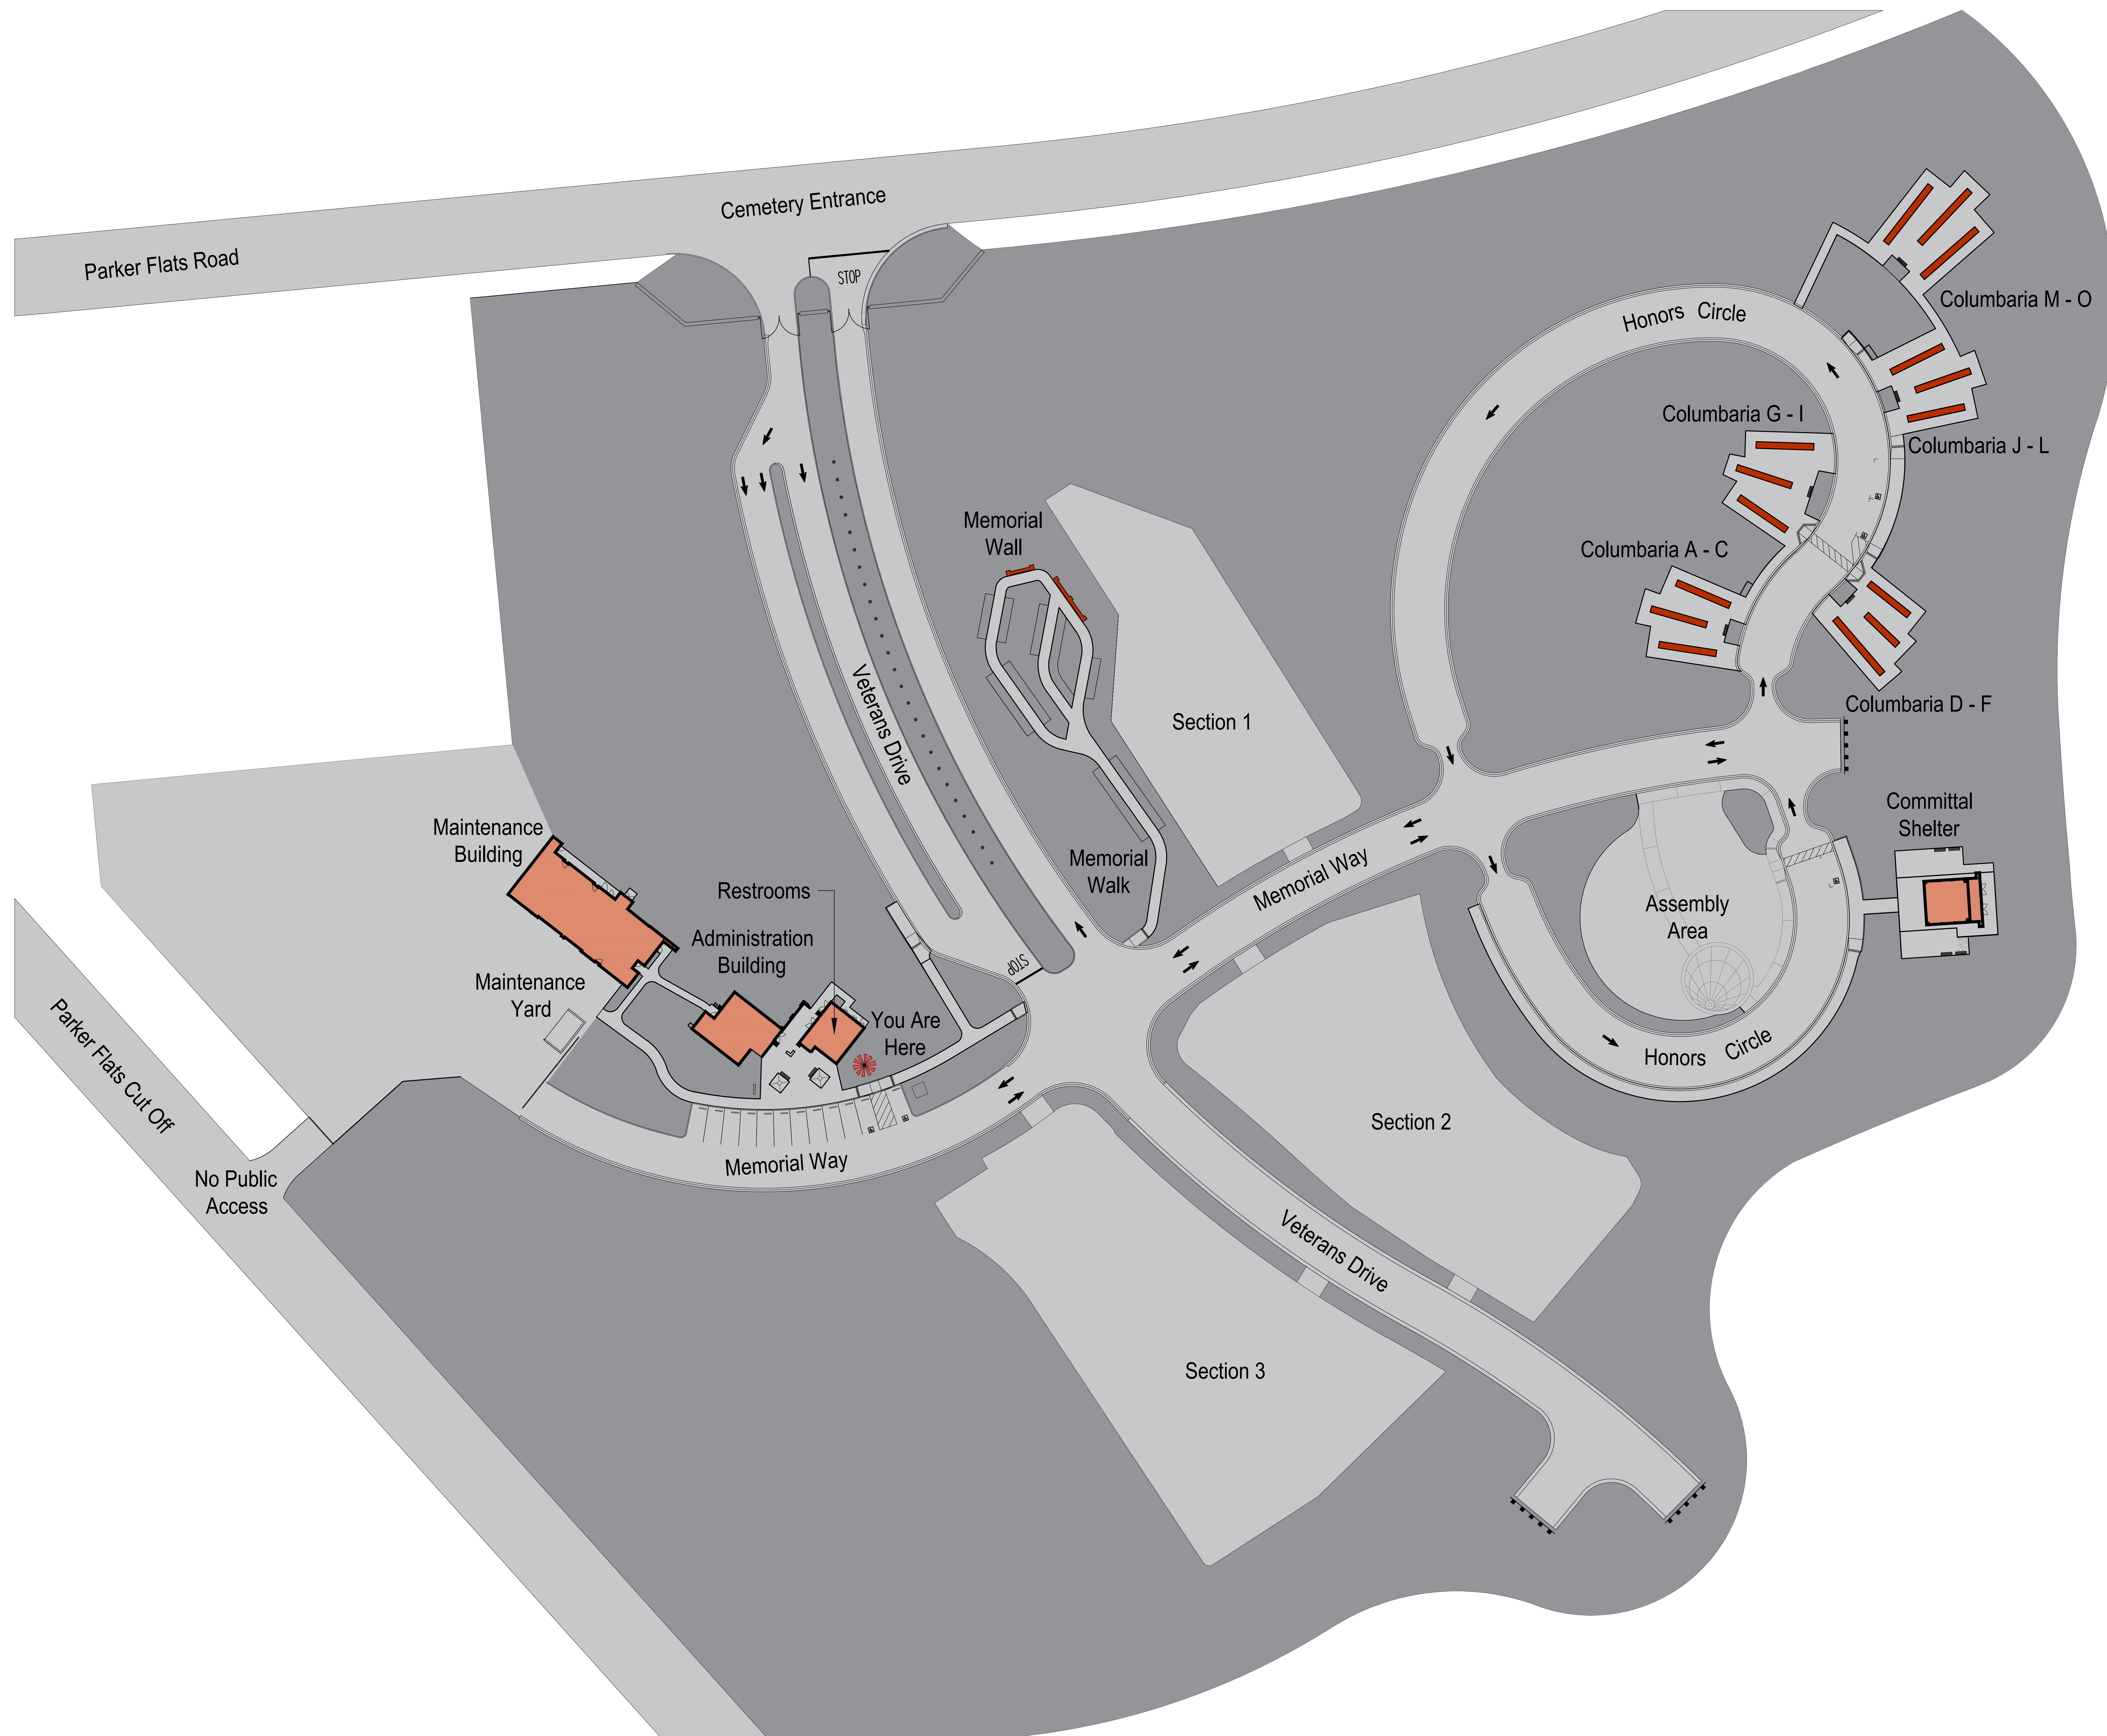 Cemetery Entrance
Parker Flats Road
STOP
Honors Circle
Columbaria M - O
Columbaria G - I
Columbaria J - L
Memorial
Wall
Columbaria A - C
Veterans Drive
Section 1
Columbaria D - F
Maintenance
Building
Memorial
Walk
Memorial Way
Committal
Shelter
Restrooms
Assembly
Area
Administration
Building
STOP
Maintenance
Yard
You Are
Here
Honors Circle
Parker Flats Cut Off
Section 2
Memorial Way
No Public
Access
Veterans Drive
Section 3